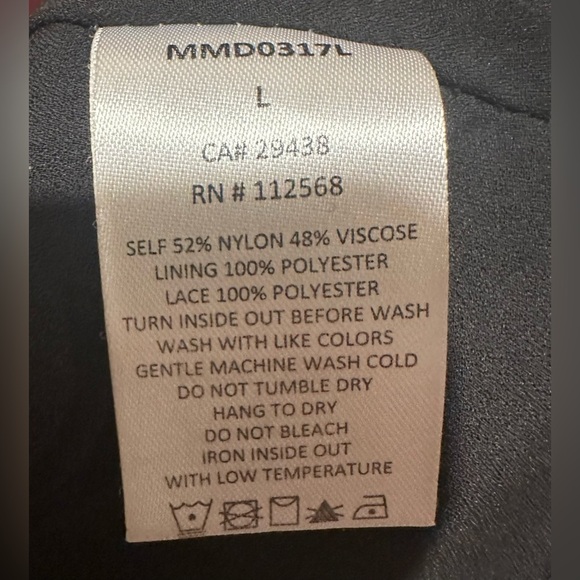 MMD0317L
L
CA# 29438
RN # 112568
SELF 52% NYLON 48% VISCOSE
LINING 100% POLYESTER
LACE 100% POLYESTER
TURN INSIDE OUT BEFORE WASH
WASH WITH LIKE COLORS
GENTLE MACHINE WASH COLD
DO NOT TUMBLE DRY
HANG TO DRY
DO NOT BLEACH
IRON INSIDE OUT
WITH LOW TEMPERATURE